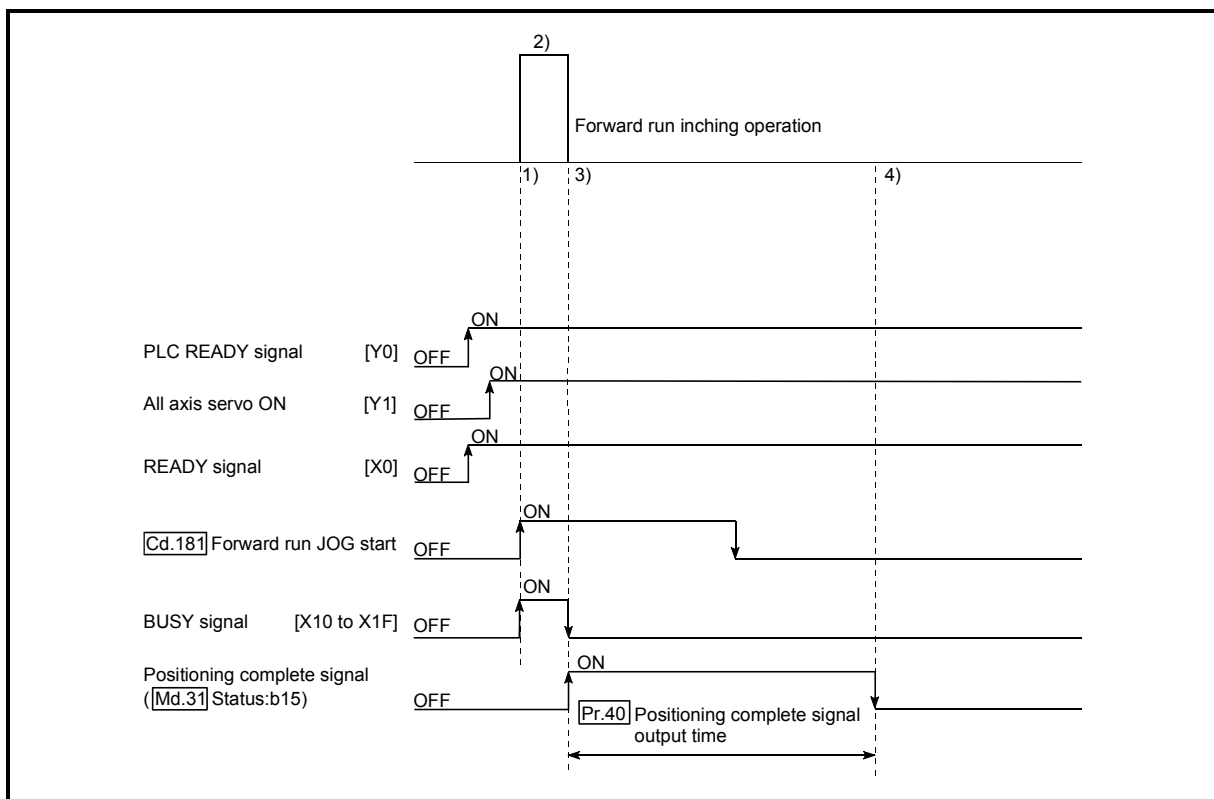 2)
Forward run inching operation
1) 3) 4)
ON
PLC READY signal [Y0] OFF
ON
All axis servo ON [Y1] OFF
ON
READY signal [X0] OFF
ON
Cd.181 Forward run JOG start OFF
ON
BUSY signal [X10 to X1F] OFF
Positioning complete signal
ON
(Md.31 Status:b15) OFF
Pr.40 Positioning complete signal
output time